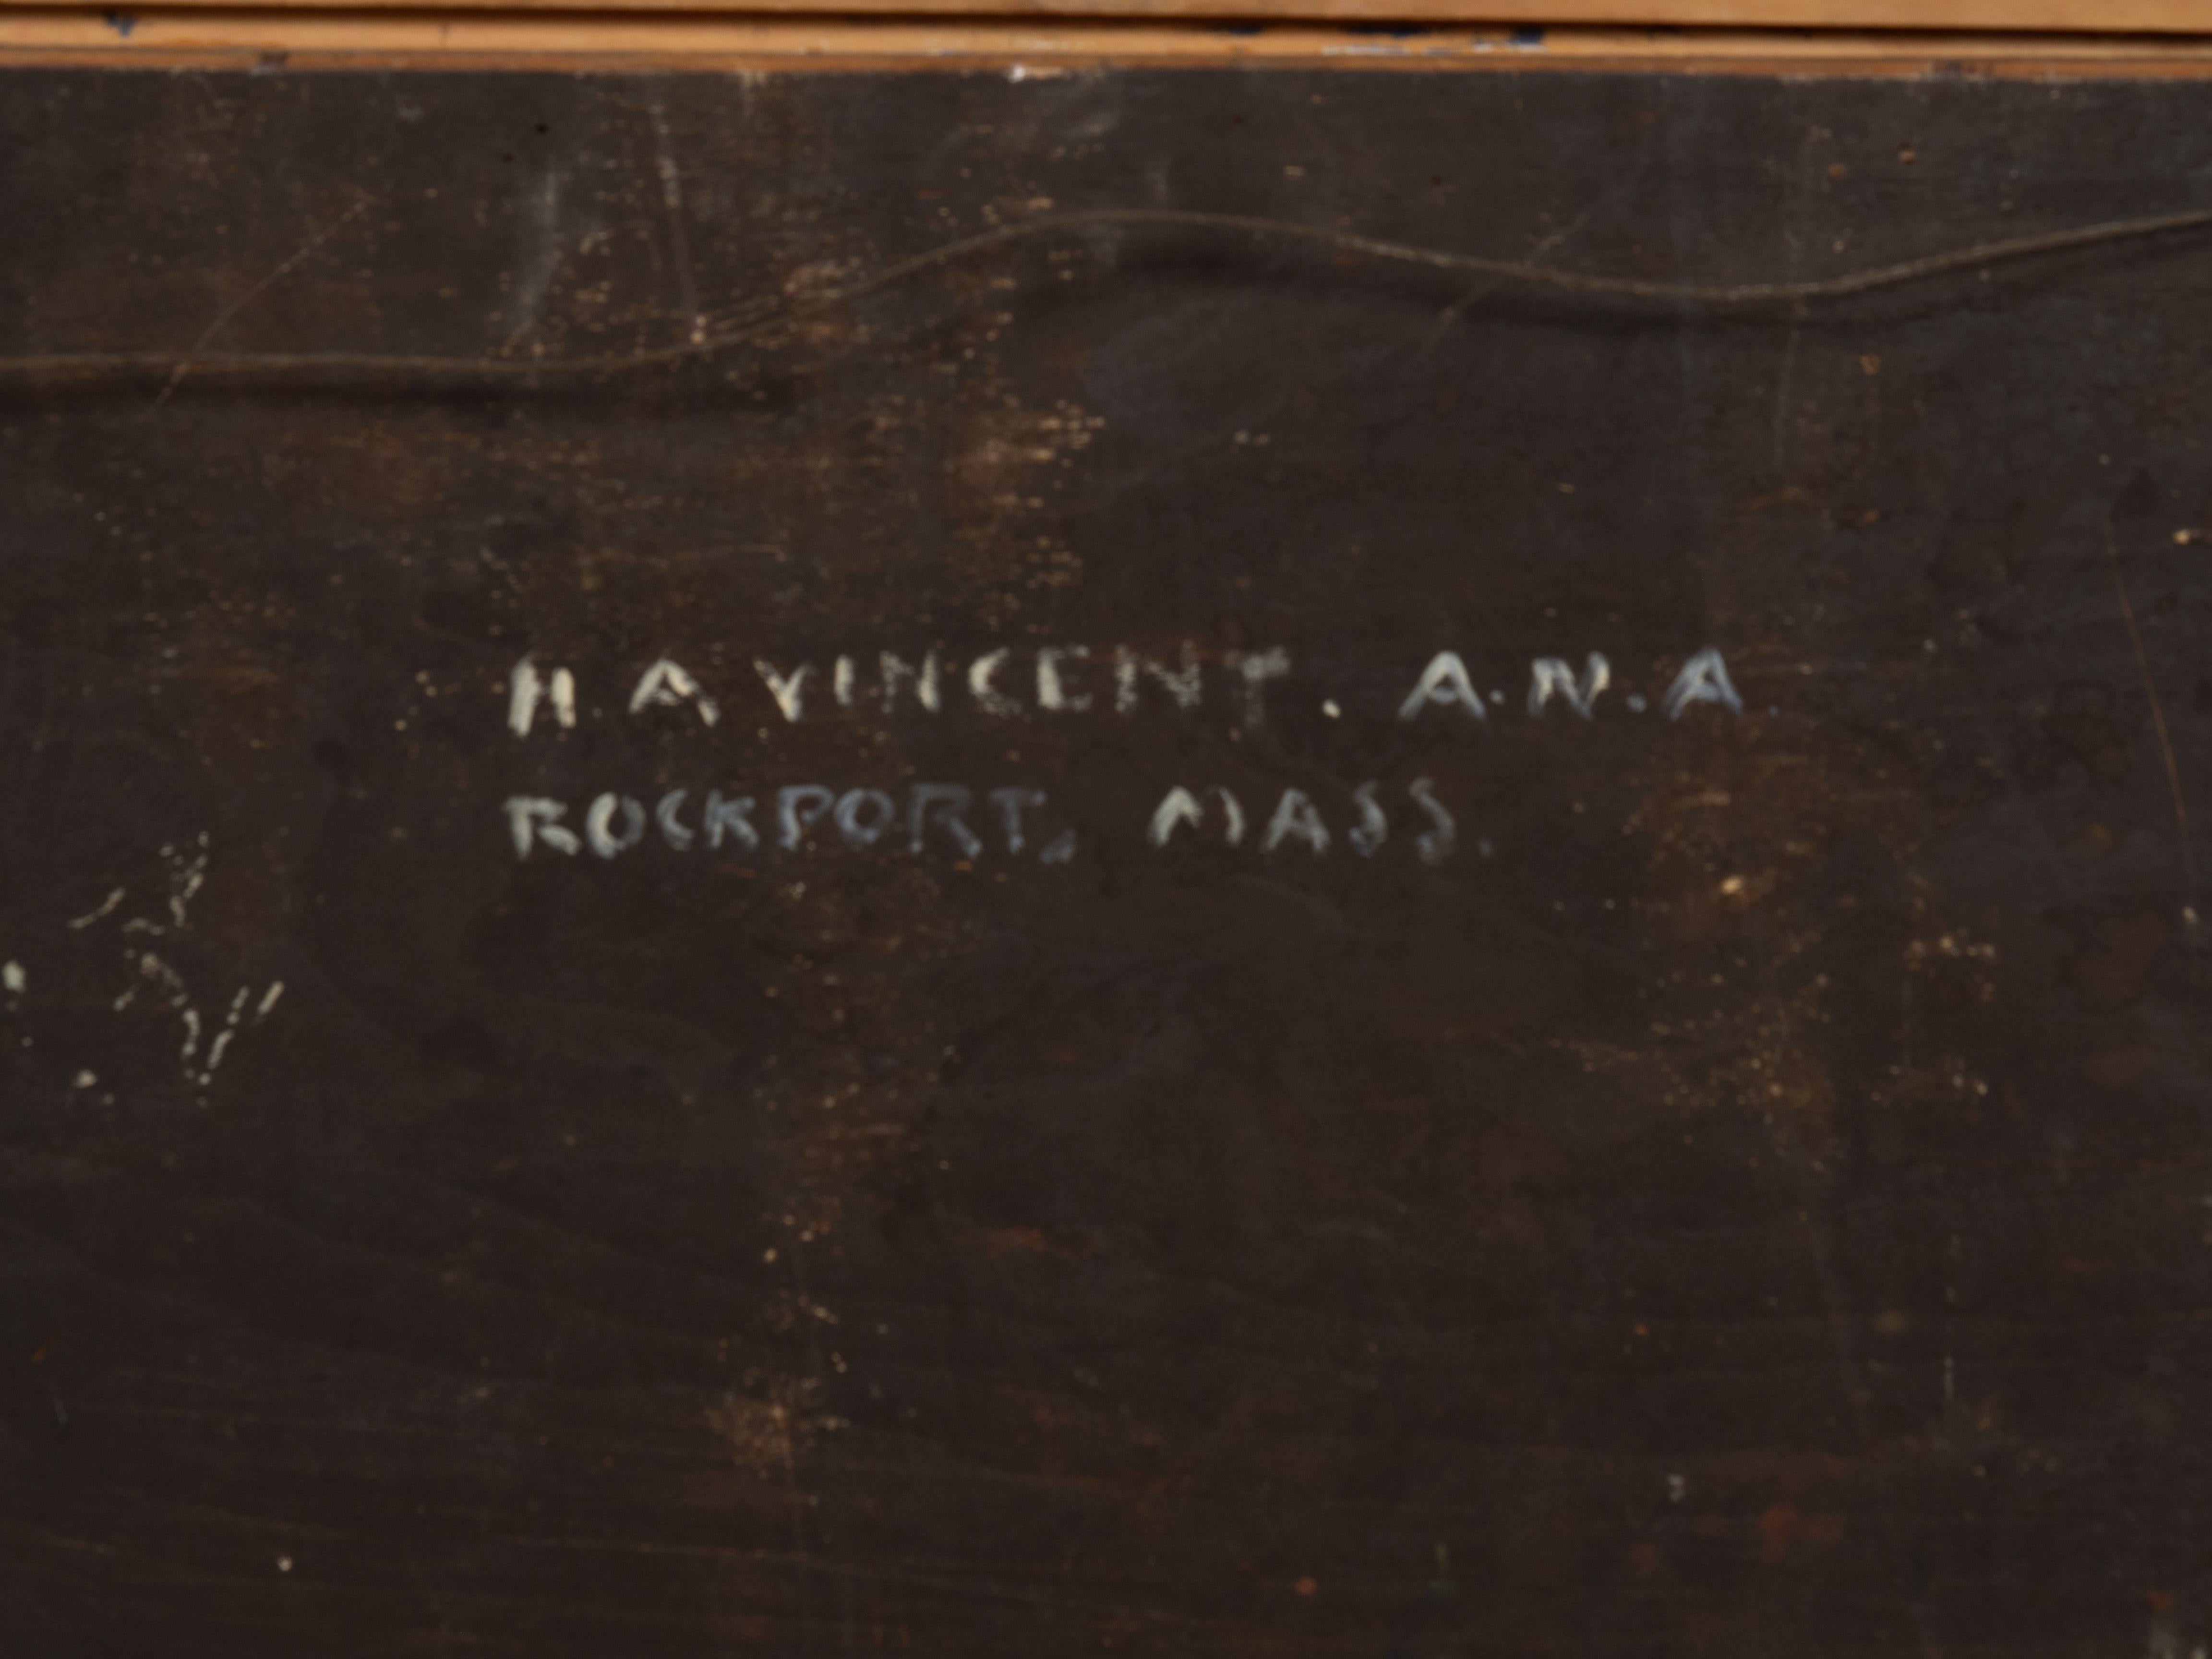 H. A VINCENT. A.N.A.
ROCKPORT, MASS.